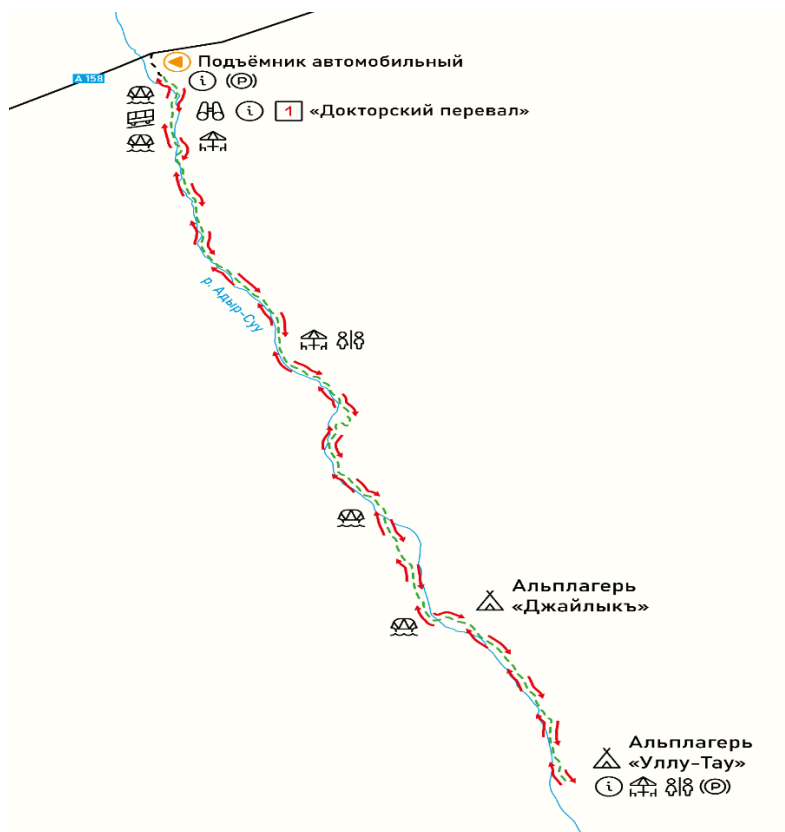 Подъёмник автомобильный
i (P)
А 158
i 1 «Докторский перевал»
р. Адыр-Суу
Альплагерь
«Джайлыкъ»
Альплагерь
«Уллу-Тау»
i (P)